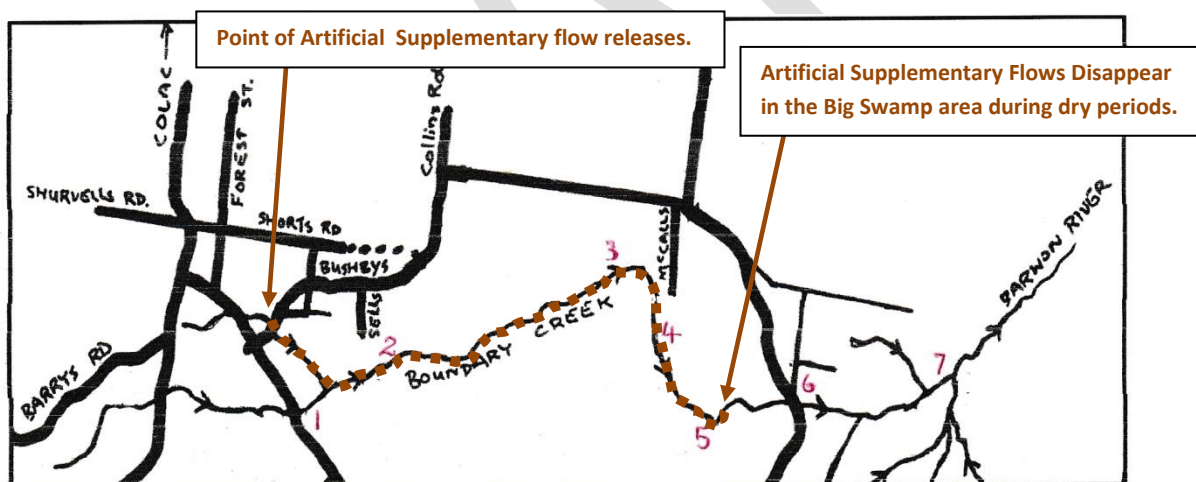 Point of Artificial Supplementary flow releases.
Artificial Supplementary Flows Disappear
in the Big Swamp area during dry periods.
COLAC
FOREST ST.
Collins Rd
SHURVELLS RD.
SHORTS RD
BUSHBYS
SELLS
MCCALLS
BARRYS RD
BOUNDARY CREEK
BARWON RIVER
1
2
3
4
5
6
7